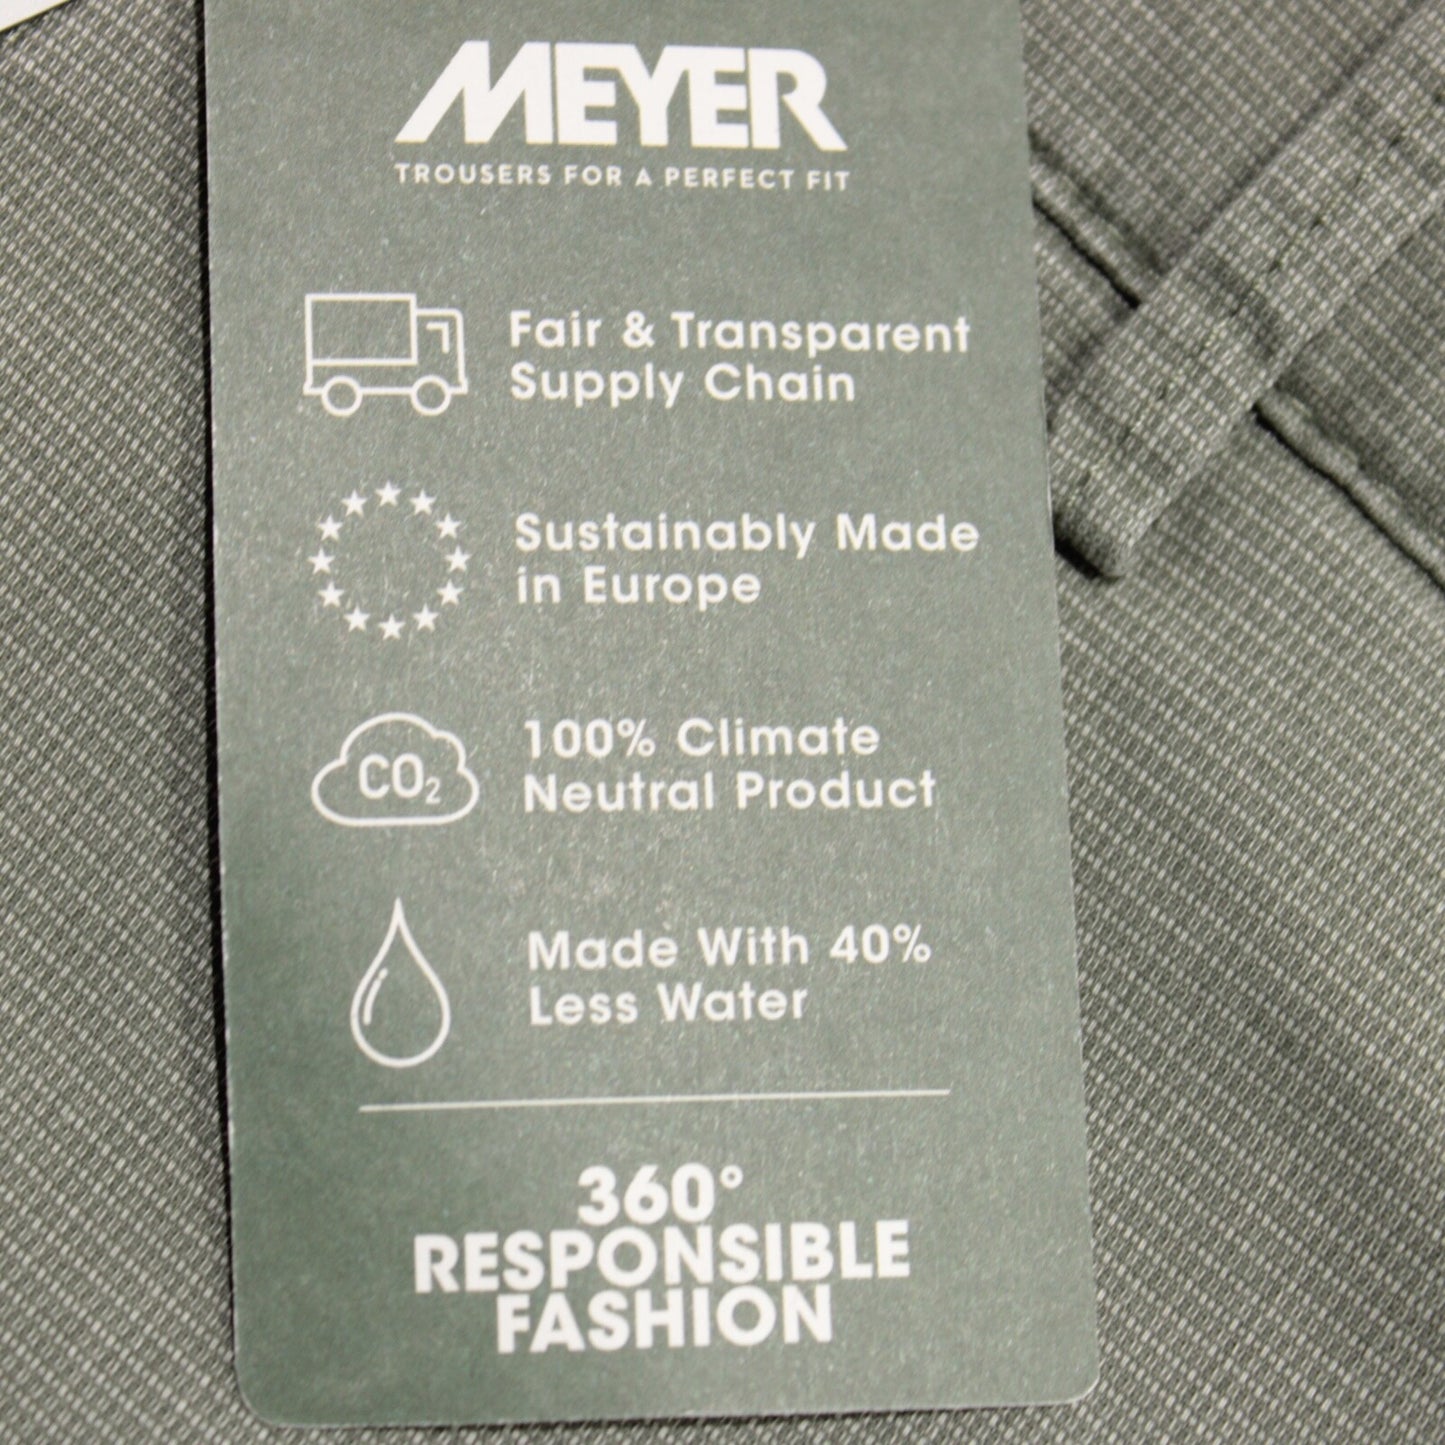 MEYER
TROUSERS FOR A PERFECT FIT
Fair & Transparent
Supply Chain
Sustainably Made
in Europe
CO₂
100% Climate
Neutral Product
Made With 40%
Less Water
360°
RESPONSIBLE
FASHION